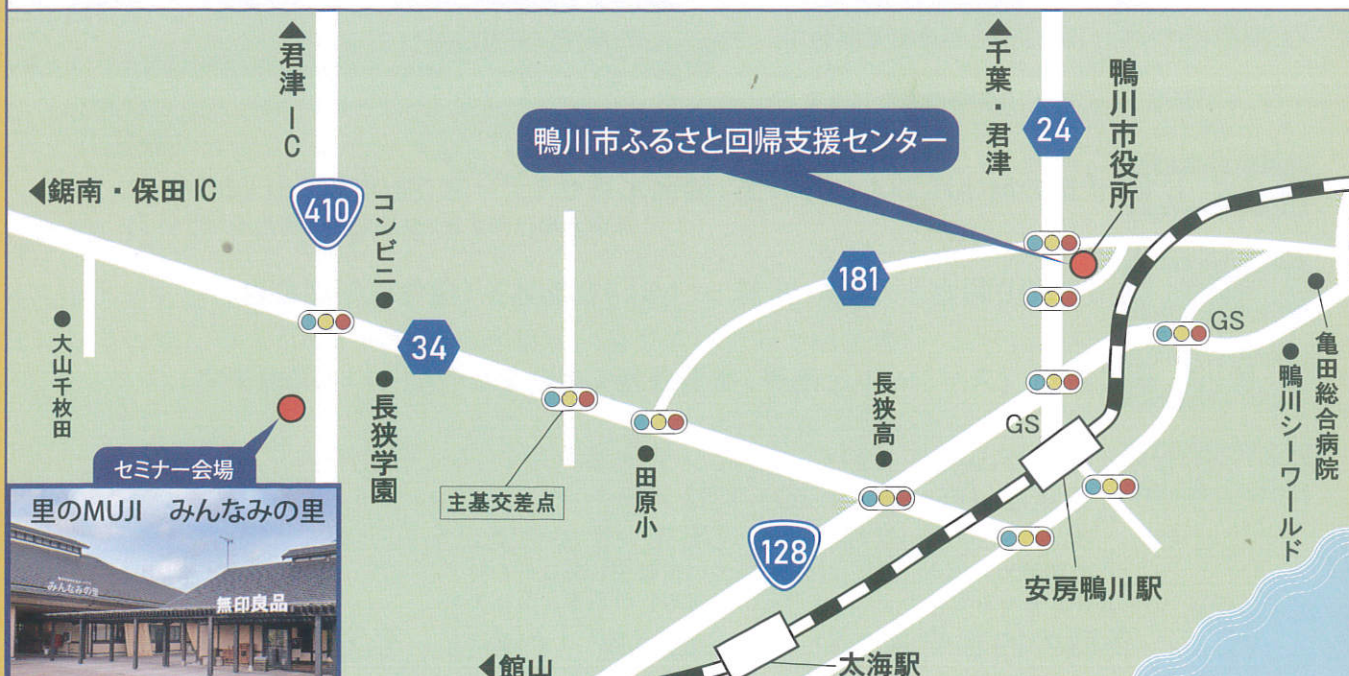 君津IC
千葉・君津
鴨川市役所
鴨川市ふるさと回帰支援センター
24
鋸南・保田IC
410
コンビニ
181
34
大山千枚田
長狭学園
主基交差点
田原小
長狭高
GS
GS
亀田総合病院
鴨川シーワールド
セミナー会場
里のMUJI みんなみの里
みんなみの里
無印良品
128
安房鴨川駅
館山
太海駅